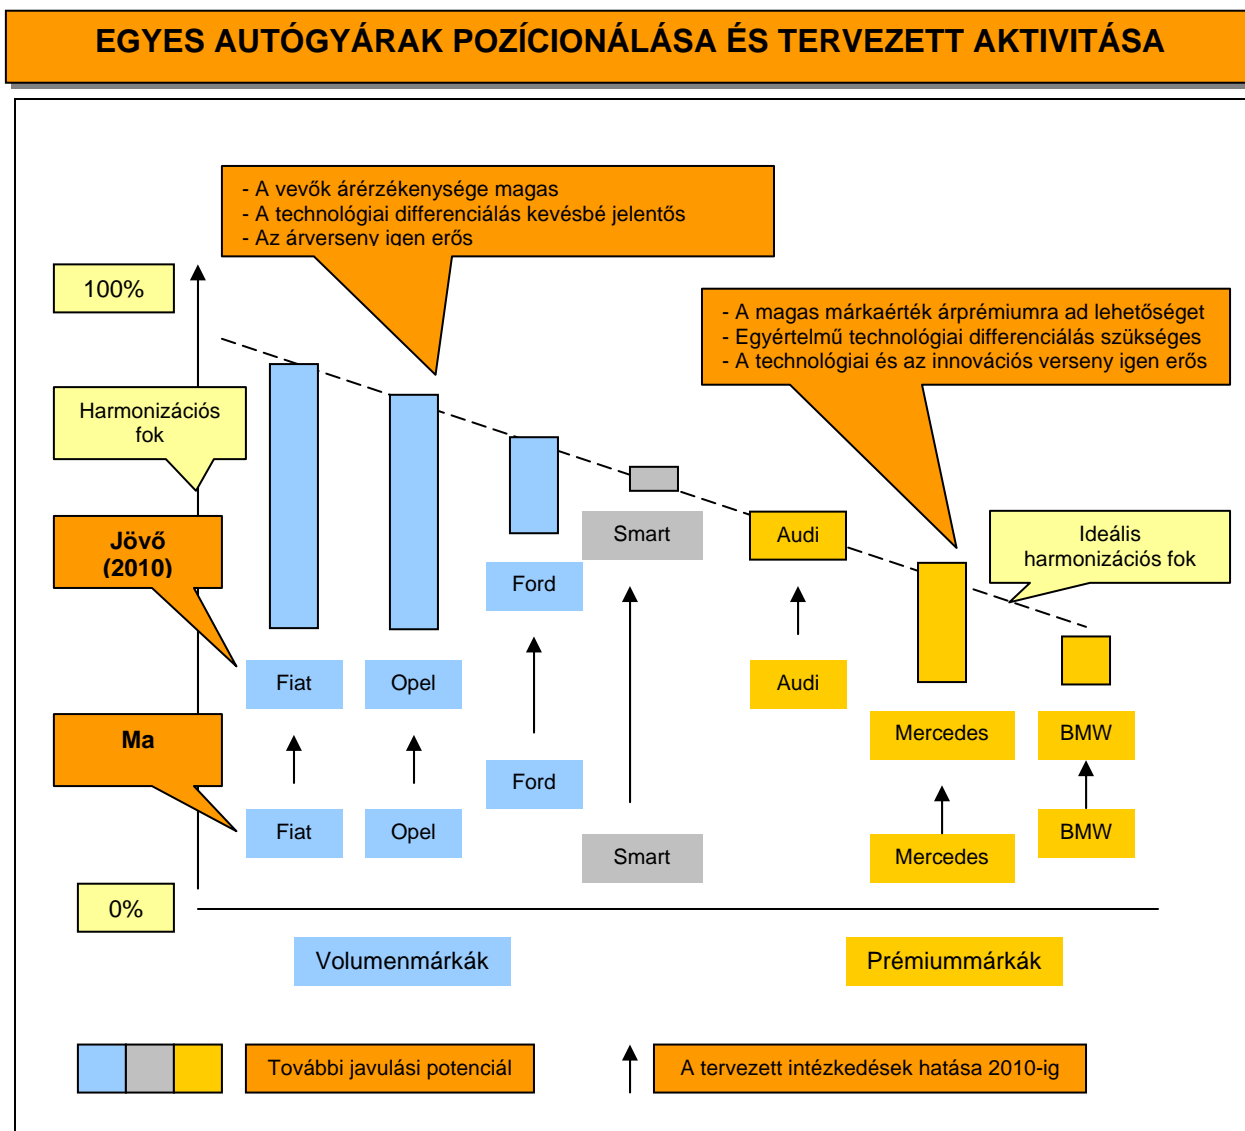 EGYES AUTÓGYÁRAK POZÍCIONÁLÁSA ÉS TERVEZETT AKTIVITÁSA
- A vevők árérzékenysége magas
- A technológiai differenciálás kevésbé jelentős
- Az árverseny igen erős
100%
- A magas márkaérték árprémiumra ad lehetőséget
- Egyértelmű technológiai differenciálás szükséges
- A technológiai és az innovációs verseny igen erős
Harmonizációs
fok
Jövő
(2010)
Smart
Audi
Ideális
harmonizációs fok
Ford
Fiat
Opel
Audi
Ma
Mercedes
BMW
Ford
Fiat
Opel
BMW
Smart
Mercedes
0%
Volumenmárkák
Prémiummárkák
További javulási potenciál
A tervezett intézkedések hatása 2010-ig